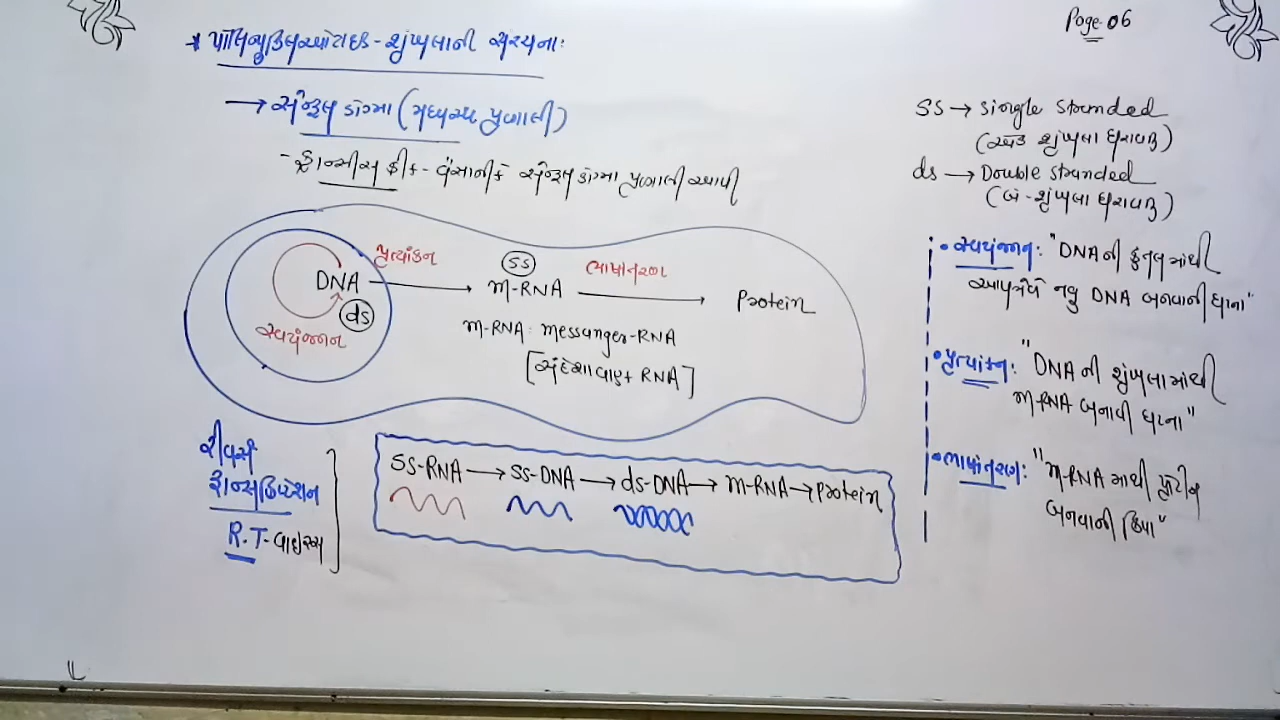 Page-06
* પોલિન્યુક્લિઓટાઇડ-શૃંખલાની સંરચના:
→ સેન્ટ્રલ ડોગ્મા (મધ્યસ્થ પ્રણાલી)
- ફ્રાન્સીસ ક્રીક - વૈજ્ઞાનીકે સેન્ટ્રલ ડોગ્મા પ્રણાલી આપી
DNA
ds
સ્વયંજનન
પ્રત્યાંકન
ss
m-RNA
ભાષાંતરણ
Protein
m-RNA: messanger-RNA
[સંદેશાવાહક RNA]
રીવર્સ
ટ્રાન્સક્રિપ્શન
R.T-વાઇરસ
SS-RNA → SS-DNA → ds-DNA → m-RNA → Protein
SS → single stranded
(એક શૃંખલા ધરાવતુ)
ds → Double stranded
(બે-શૃંખલા ધરાવતુ)
• સ્વયંજનન: "DNA ની કુંતલમાંથી
નવુ DNA બનવાની ઘટના"
• પ્રત્યાંકન: "DNA ની શૃંખલામાંથી
m-RNA બનાવી ઘટના"
• ભાષાંતરણ: "m-RNA માંથી પ્રોટીન
બનવાની ક્રિયા"